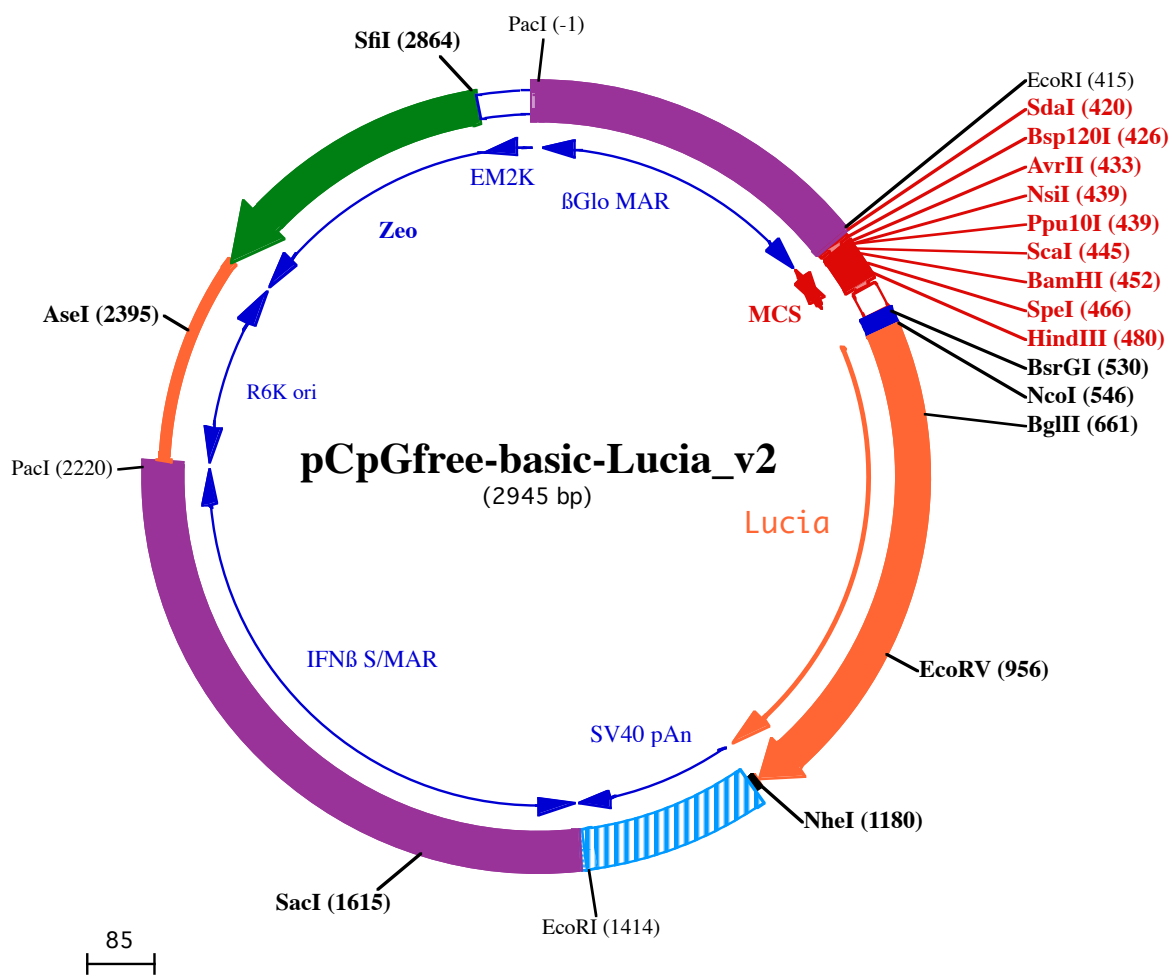 PacI (-1)
SfiI (2864)
EcoRI (415)
SdaI (420)
Bsp120I (426)
AvrII (433)
NsiI (439)
Ppu10I (439)
ScaI (445)
BamHI (452)
SpeI (466)
HindIII (480)
BsrGI (530)
NcoI (546)
BglII (661)
EM2K
ßGlo MAR
Zeo
MCS
AseI (2395)
R6K ori
PacI (2220)
pCpGfree-basic-Lucia_v2
(2945 bp)
Lucia
IFNß S/MAR
EcoRV (956)
SV40 pAn
NheI (1180)
SacI (1615)
EcoRI (1414)
85